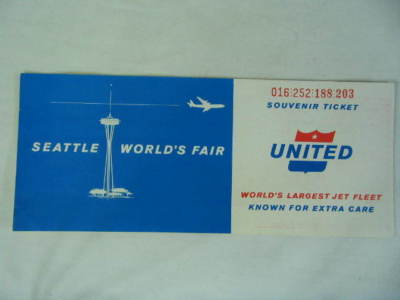 SEATTLE WORLD'S FAIR
016:252:188:203
SOUVENIR TICKET
UNITED
WORLD'S LARGEST JET FLEET
KNOWN FOR EXTRA CARE